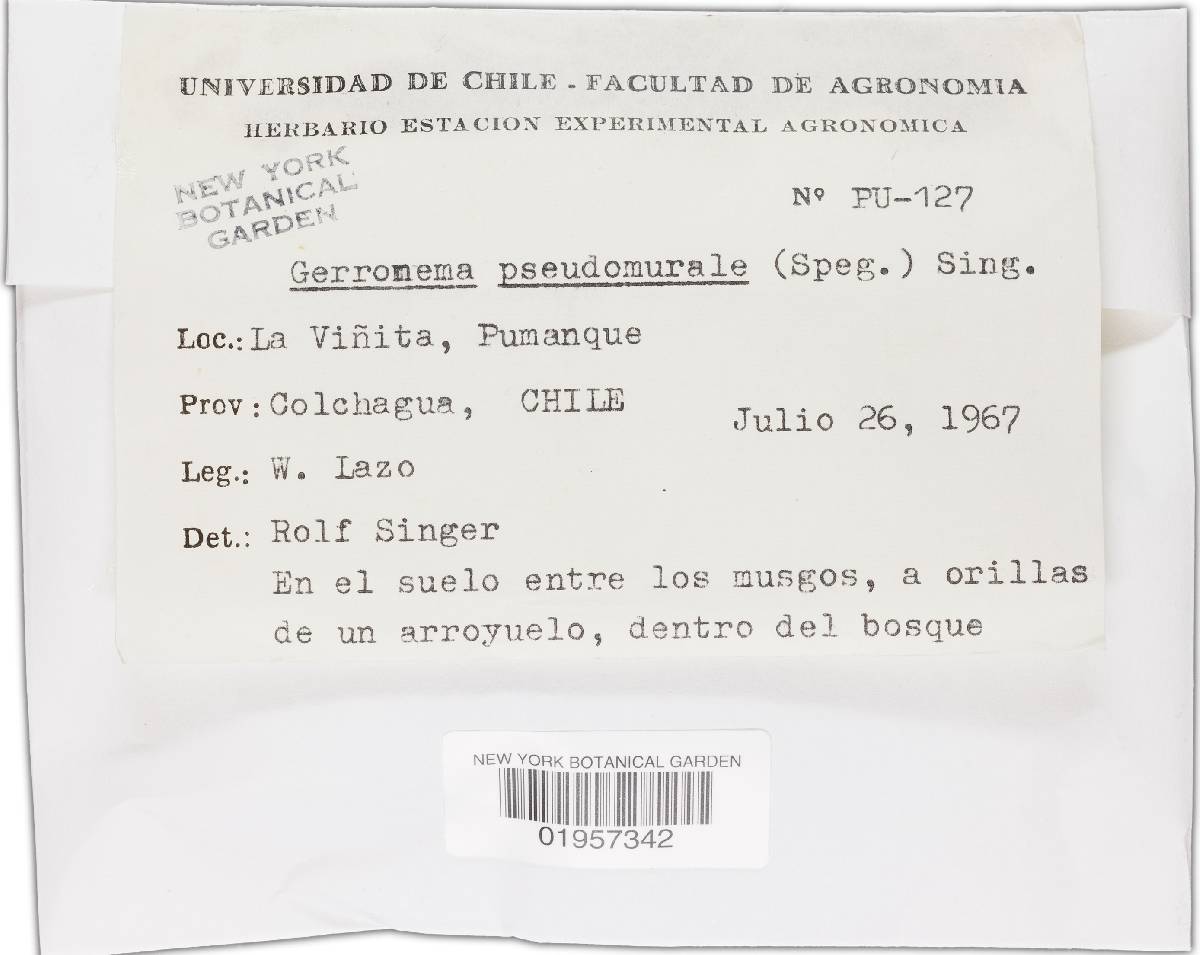 UNIVERSIDAD DE CHILE - FACULTAD DE AGRONOMIA
HERBARIO ESTACION EXPERIMENTAL AGRONOMICA
NEW YORK
BOTANICAL
GARDEN
Nº PU-127
Gerronema pseudomurale (Speg.) Sing.
Loc.: La Viñita, Pumanque
Prov: Colchagua, CHILE
Julio 26, 1967
Leg.: W. Lazo
Det.: Rolf Singer
En el suelo entre los musgos, a orillas
de un arroyuelo, dentro del bosque
NEW YORK BOTANICAL GARDEN
01957342